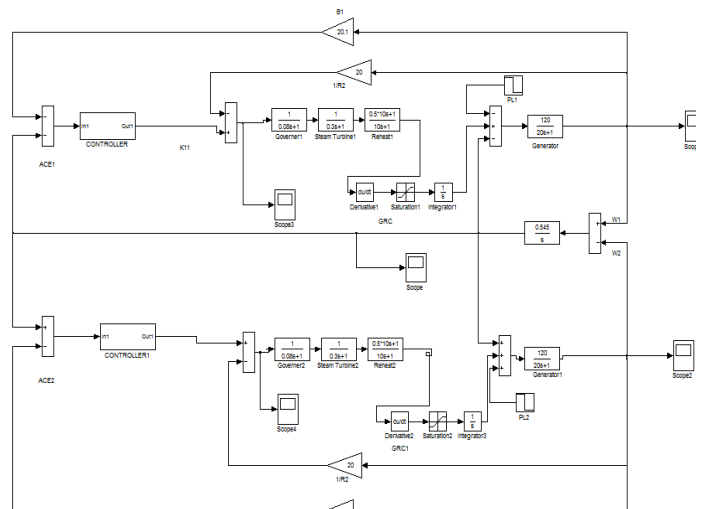 B1
20.1
20
1/R2
PL1
In1 Out1
CONTROLLER
ACE1
K11
1
0.08s+1
Governer1
1
0.3s+1
Steam Turbine1
0.5*10s+1
10s+1
Reheat1
120
20s+1
Generator
Scope3
du/dt
Derivative1
Saturation1
1
s
Integrator1
GRC
0.545
s
W1
W2
Scope
In1 Out1
CONTROLLER1
ACE2
1
0.08s+1
Governer2
1
0.3s+1
Steam Turbine2
0.5*10s+1
10s+1
Reheat2
120
20s+1
Generator1
Scope2
Scope4
PL2
du/dt
Derivative2
Saturation2
1
s
Integrator3
GRC1
20
1/R2